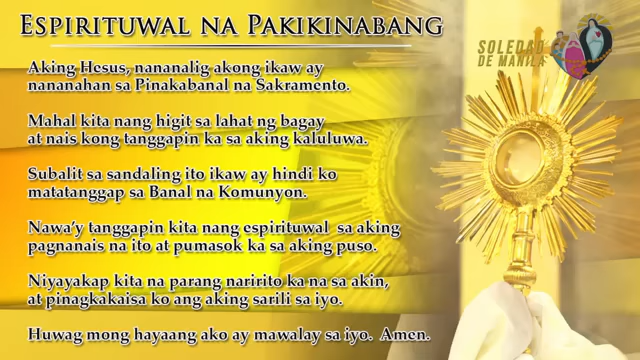 Espirituwal na Pakikinabang
SOLEDAD
DE MANILA
Aking Hesus, nananalig akong ikaw ay
nananahan sa Pinakabanal na Sakramento.
Mahal kita nang higit sa lahat ng bagay
at nais kong tanggapin ka sa aking kaluluwa.
Subalit sa sandaling ito ikaw ay hindi ko
matatanggap sa Banal na Komunyon.
Nawa'y tanggapin kita nang espirituwal sa aking
pagnanais na ito at pumasok ka sa aking puso.
Niyayakap kita na parang naririto ka na sa akin,
at pinagkakaisa ko ang aking sarili sa iyo.
Huwag mong hayaang ako ay mawalay sa iyo. Amen.